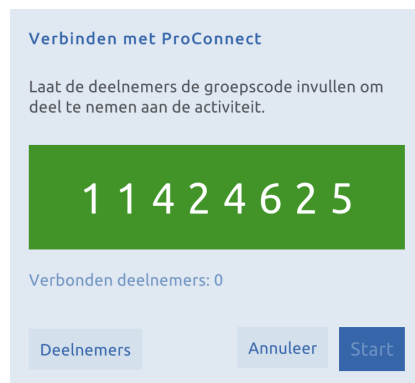 Verbinden met ProConnect
Laat de deelnemers de groepscode invullen om
deel te nemen aan de activiteit.
1 1 4 2 4 6 2 5
Verbonden deelnemers: 0
Deelnemers Annuleer Start